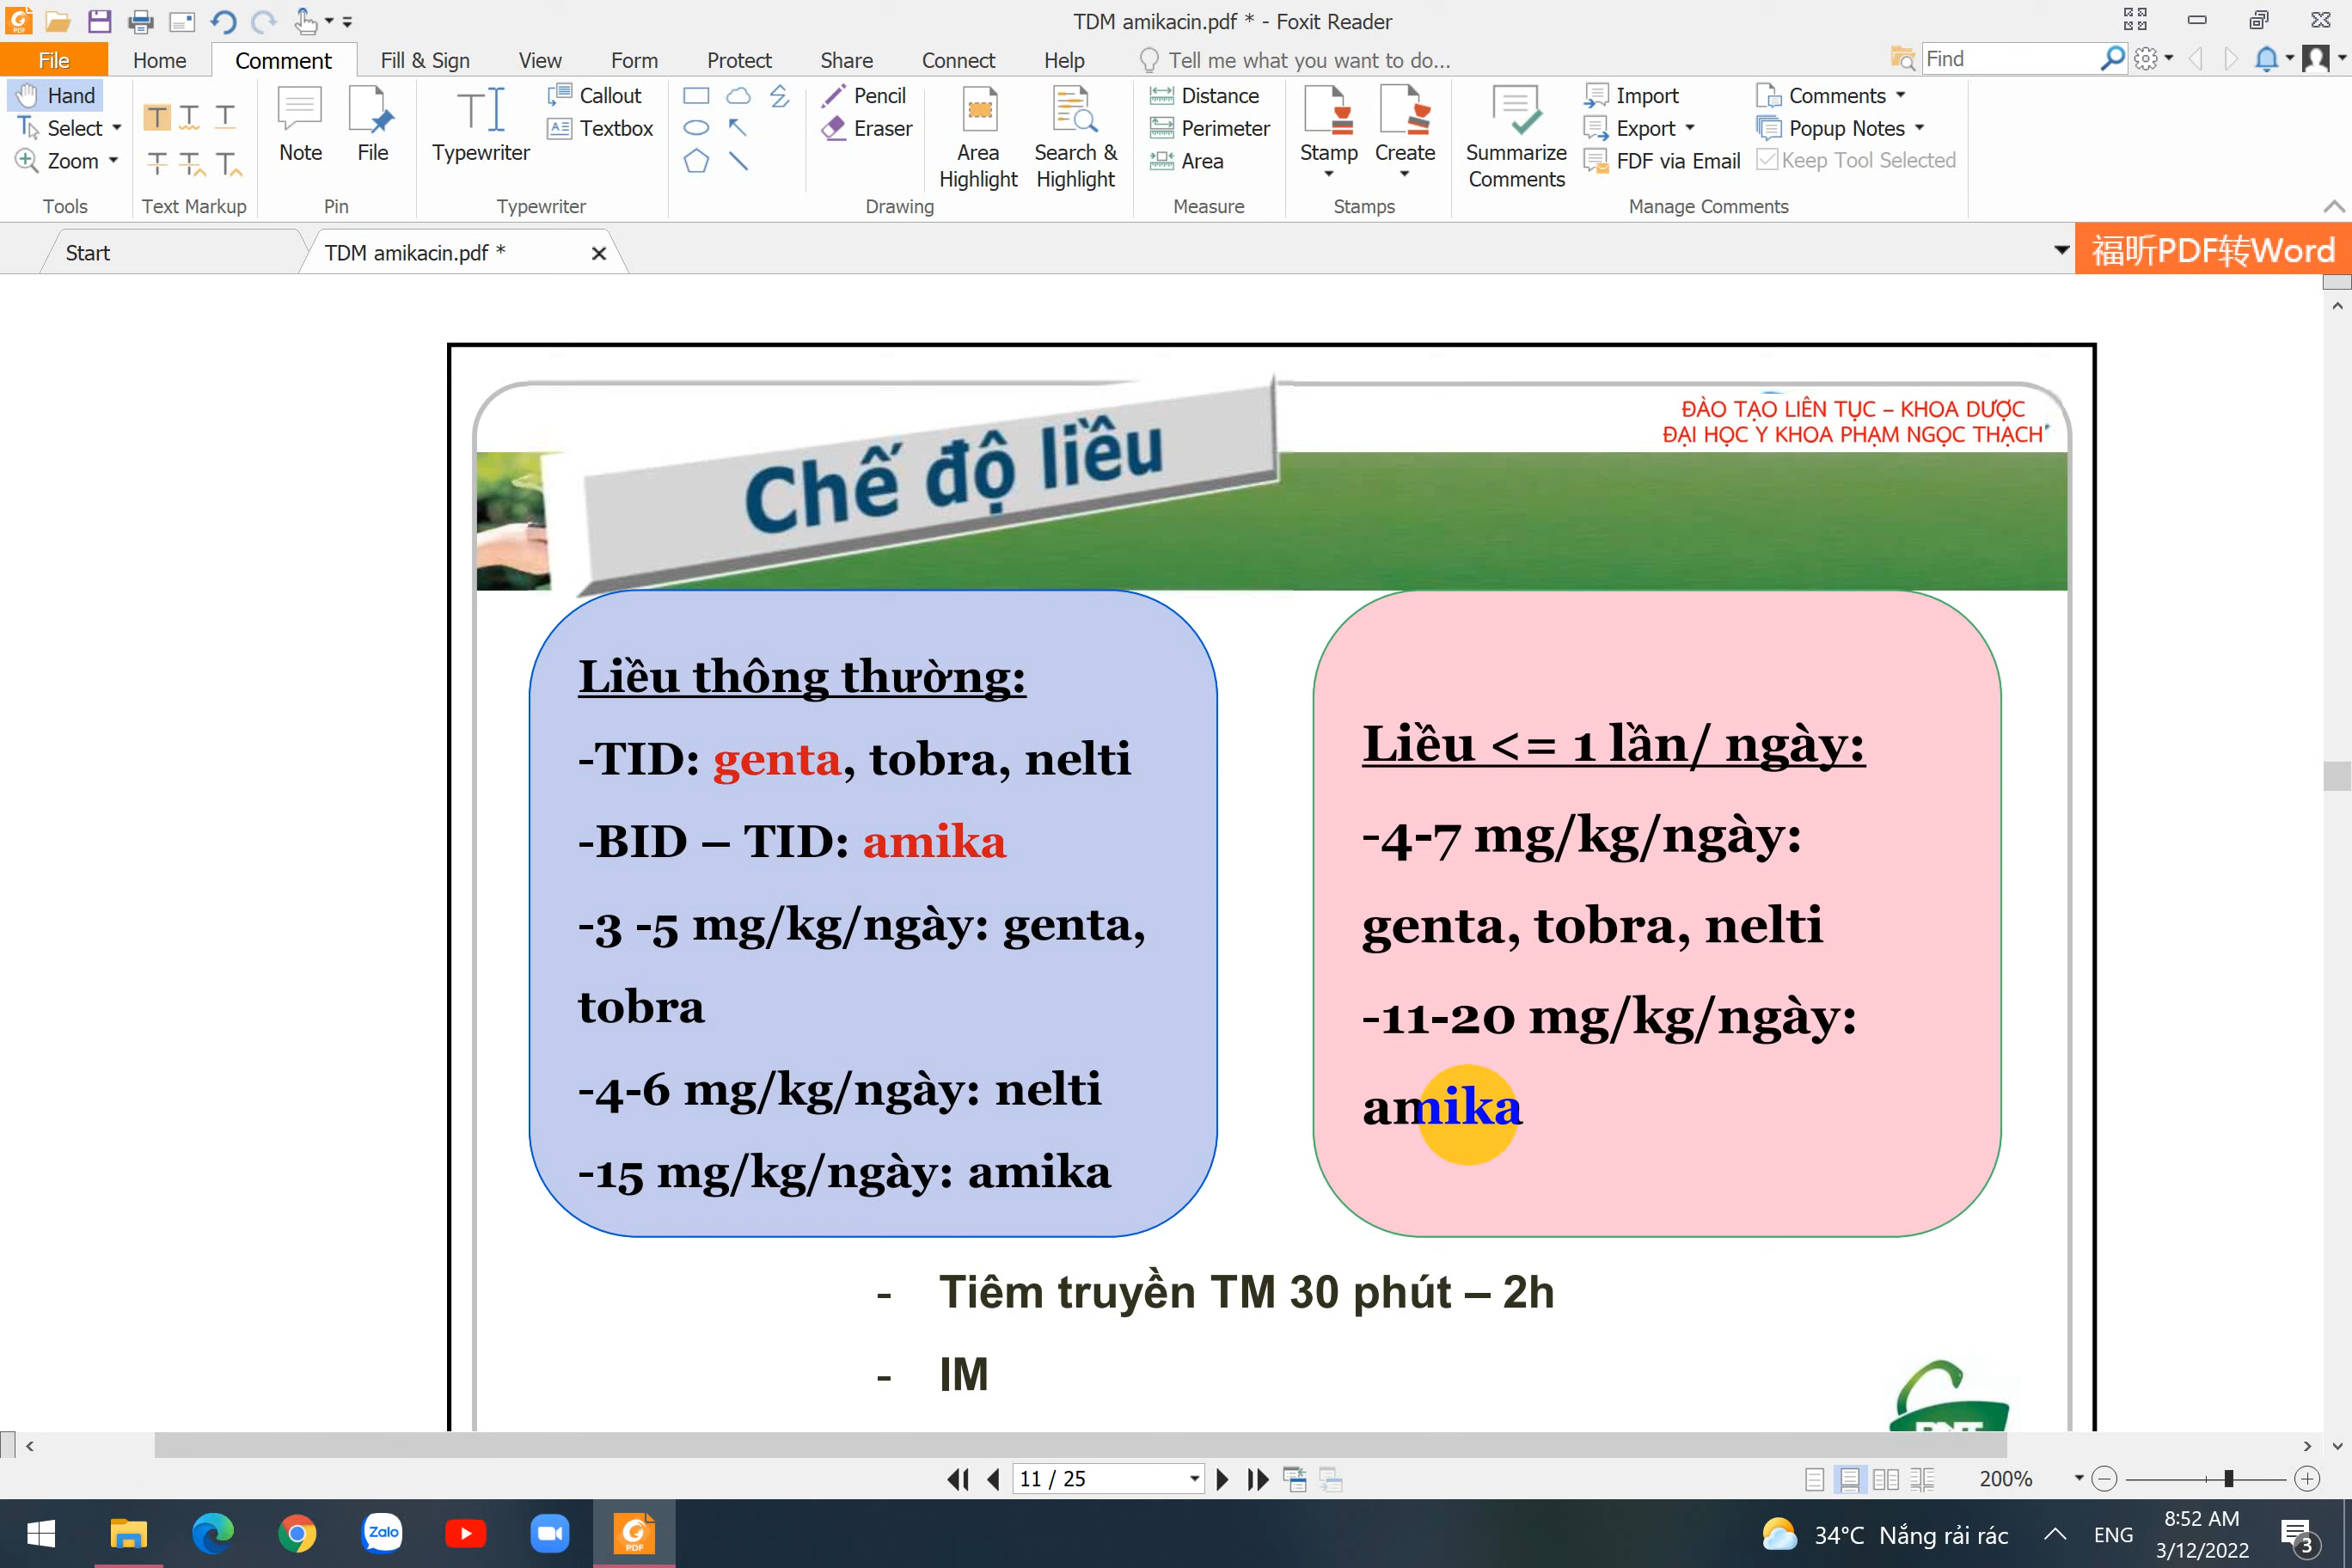 TDM amikacin.pdf * - Foxit Reader
File Home Comment Fill & Sign View Form Protect Share Connect Help Tell me what you want to do... Find
Hand
Select
Zoom
Tools
Text Markup
Note
File
Pin
Typewriter
Callout
Textbox
Typewriter
Pencil
Eraser
Area
Highlight
Search &
Highlight
Drawing
Distance
Perimeter
Area
Measure
Stamp
Create
Stamps
Summarize
Comments
Import
Export
FDF via Email
Comments
Popup Notes
Keep Tool Selected
Manage Comments
Start
TDM amikacin.pdf *
福昕PDF转Word
ĐÀO TẠO LIÊN TỤC – KHOA DƯỢC
ĐẠI HỌC Y KHOA PHẠM NGỌC THẠCH
Chế độ liều
Liều thông thường:
-TID: genta, tobra, nelti
-BID – TID: amika
-3 -5 mg/kg/ngày: genta,
tobra
-4-6 mg/kg/ngày: nelti
-15 mg/kg/ngày: amika
Liều <= 1 lần/ ngày:
-4-7 mg/kg/ngày:
genta, tobra, nelti
-11-20 mg/kg/ngày:
amika
- Tiêm truyền TM 30 phút – 2h
- IM
11 / 25
200%
Zalo
PDF
34°C Nắng rải rác
ENG
8:52 AM
3/12/2022
3